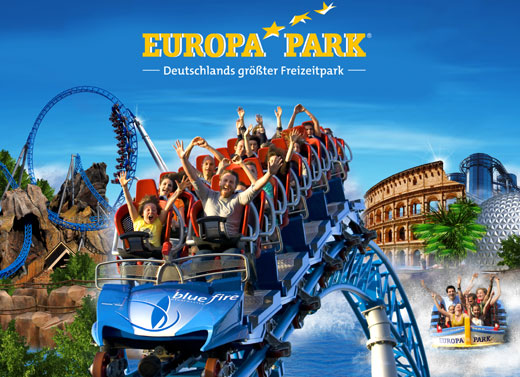 EUROPA PARK®
Deutschlands größter Freizeitpark
blue fire
EUROPA PARK